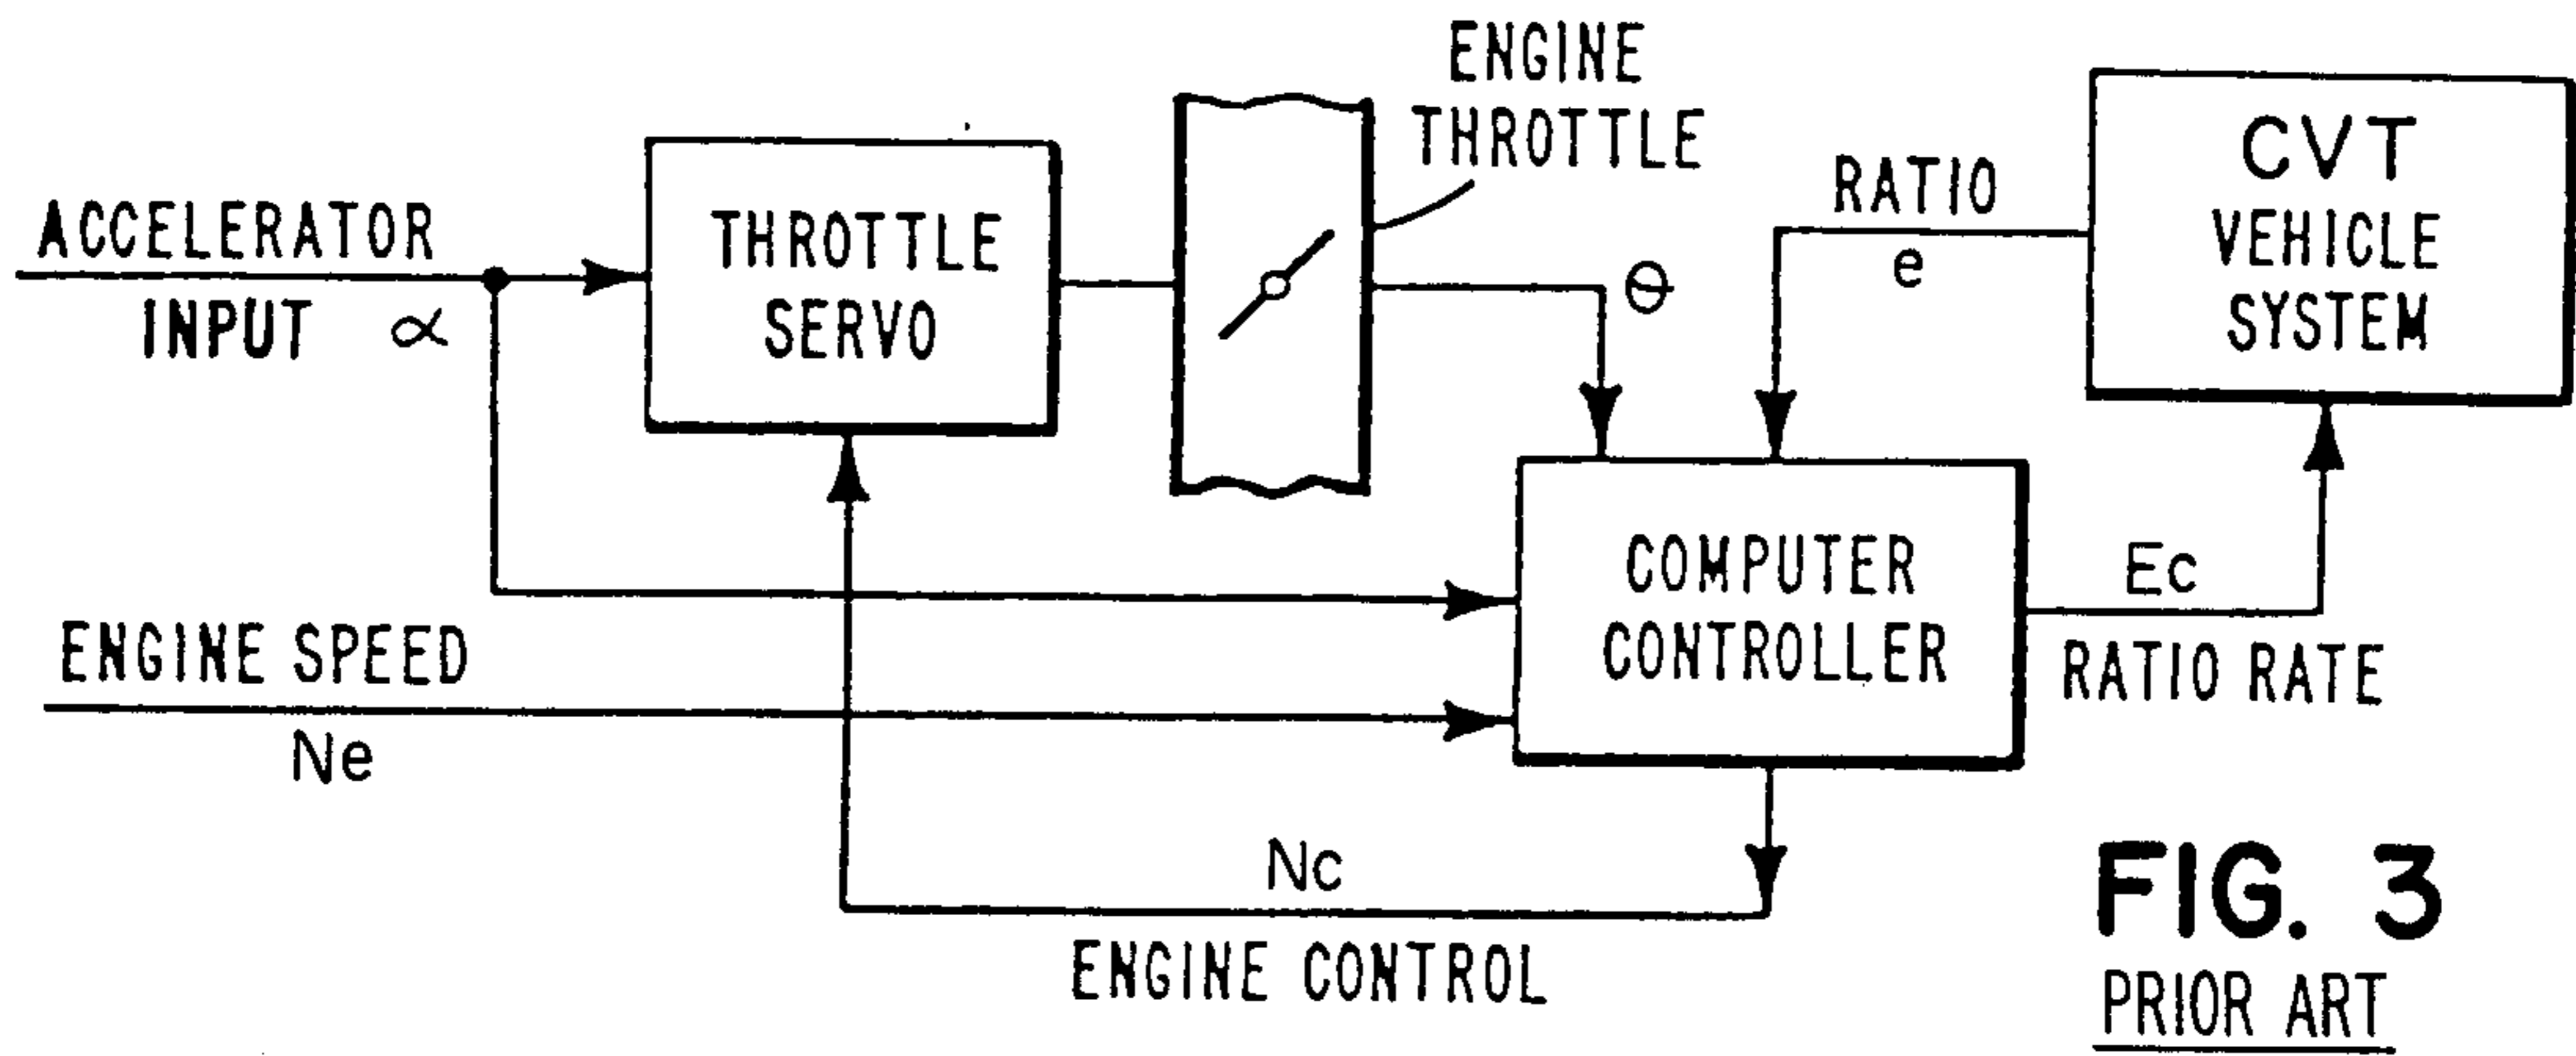 ENGINE
THROTTLE
CVT
VEHICLE
SYSTEM
RATIO
e
ACCELERATOR
INPUT α
THROTTLE
SERVO
θ
COMPUTER
CONTROLLER
Ec
RATIO RATE
ENGINE SPEED
Ne
Nc
ENGINE CONTROL
FIG. 3
PRIOR ART